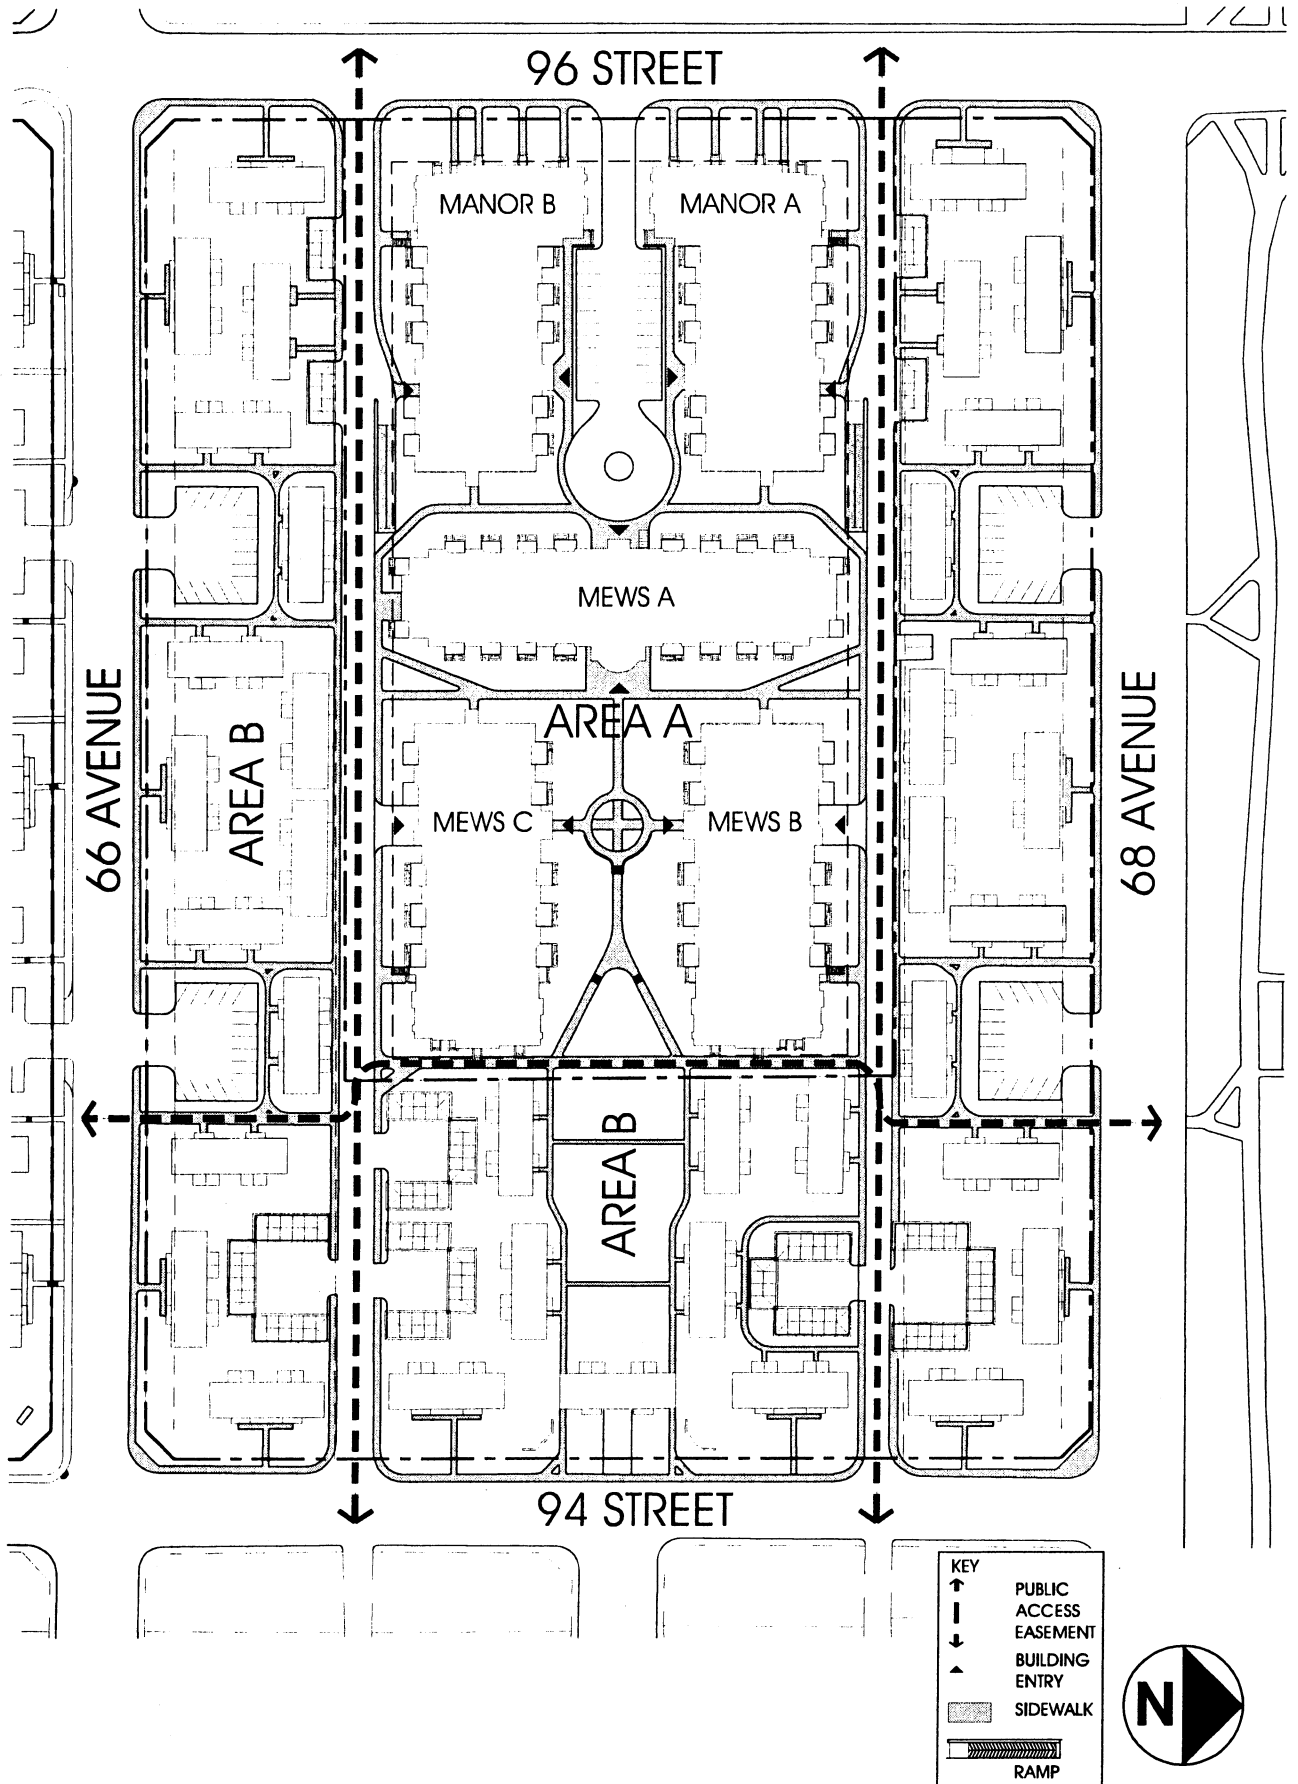 96 STREET
MANOR B
MANOR A
MEWS A
66 AVENUE
AREA B
AREA A
68 AVENUE
MEWS C
MEWS B
AREA B
94 STREET
KEY
PUBLIC
ACCESS
EASEMENT
BUILDING
ENTRY
SIDEWALK
RAMP
N